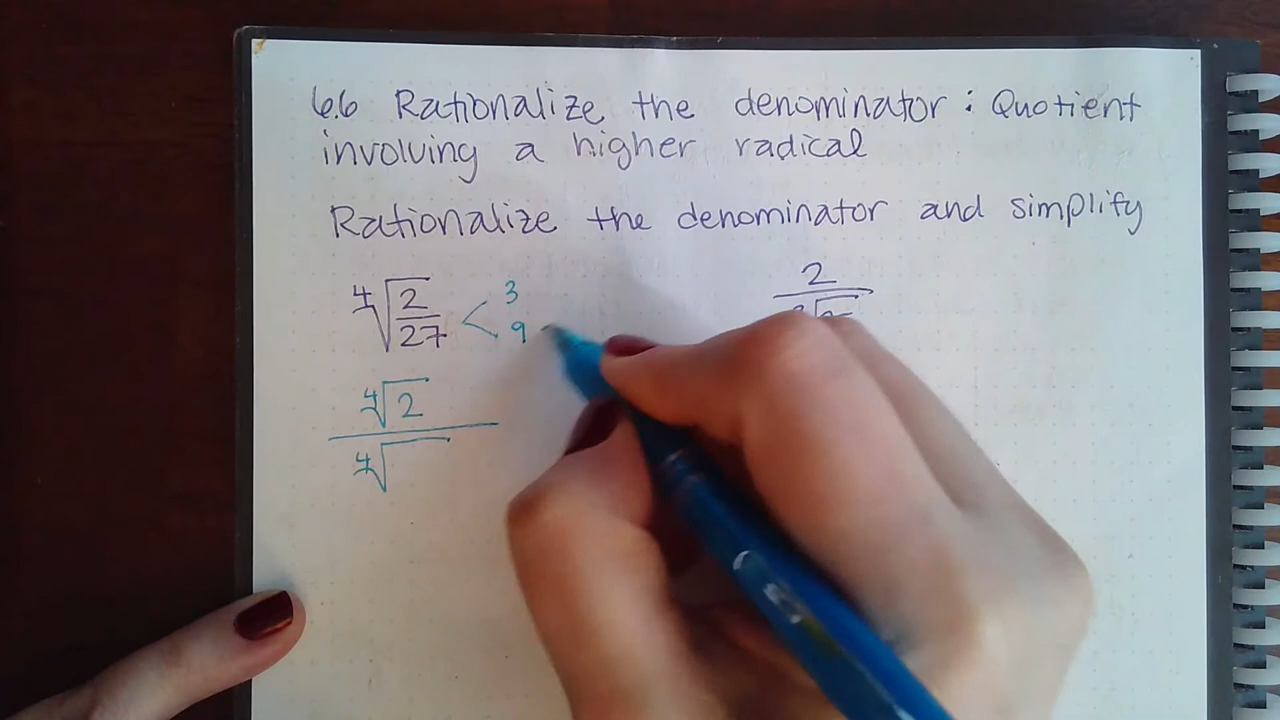 6.6 Rationalize the denominator : Quotient
involving a higher radical
Rationalize the denominator and simplify
4√2/27 < 3 9
2
4√2
4√